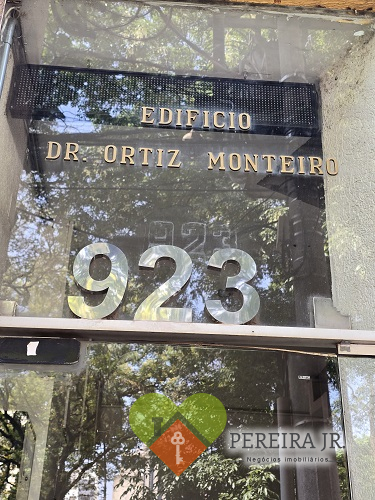 EDIFICIO
DR. ORTIZ MONTEIRO
923
PEREIRA JR.
Negócios imobiliários